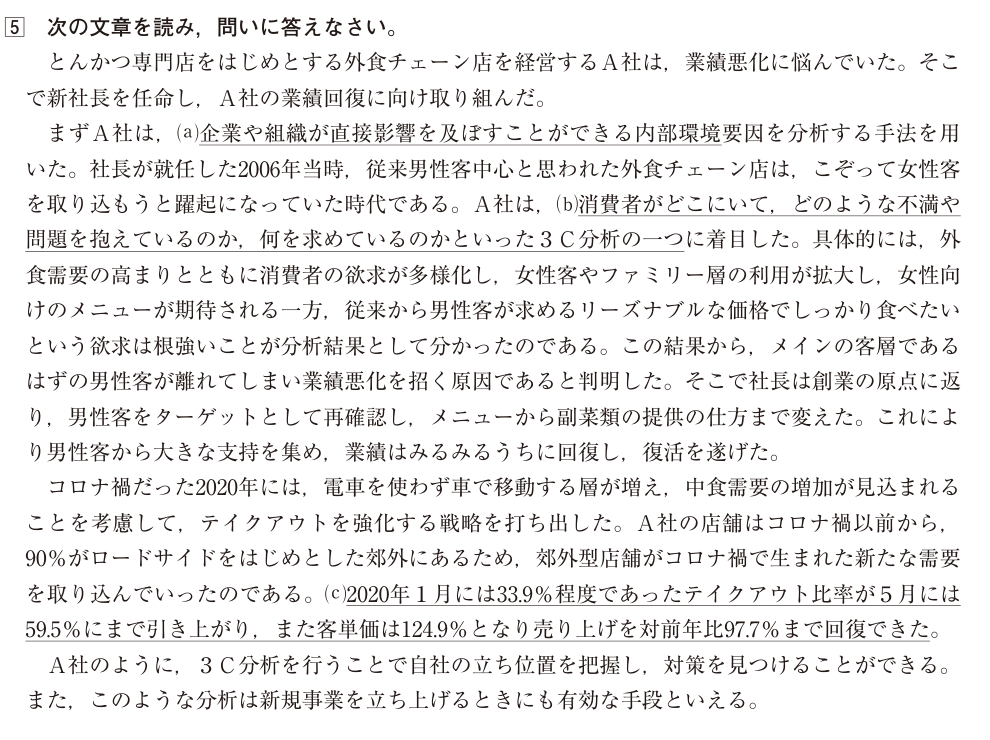 5 次の文章を読み，問いに答えなさい。
とんかつ専門店をはじめとする外食チェーン店を経営するＡ社は，業績悪化に悩んでいた。そこ
で新社長を任命し，Ａ社の業績回復に向け取り組んだ。
まずＡ社は，(a)企業や組織が直接影響を及ぼすことができる内部環境要因を分析する手法を用
いた。社長が就任した2006年当時，従来男性客中心と思われた外食チェーン店は，こぞって女性客
を取り込もうと躍起になっていた時代である。Ａ社は，(b)消費者がどこにいて，どのような不満や
問題を抱えているのか，何を求めているのかといった３Ｃ分析の一つに着目した。具体的には，外
食需要の高まりとともに消費者の欲求が多様化し，女性客やファミリー層の利用が拡大し，女性向
けのメニューが期待される一方，従来から男性客が求めるリーズナブルな価格でしっかり食べたい
という欲求は根強いことが分析結果として分かったのである。この結果から，メインの客層である
はずの男性客が離れてしまい業績悪化を招く原因であると判明した。そこで社長は創業の原点に返
り，男性客をターゲットとして再確認し，メニューから副菜類の提供の仕方まで変えた。これによ
り男性客から大きな支持を集め，業績はみるみるうちに回復し，復活を遂げた。
コロナ禍だった2020年には，電車を使わず車で移動する層が増え，中食需要の増加が見込まれる
ことを考慮して，テイクアウトを強化する戦略を打ち出した。Ａ社の店舗はコロナ禍以前から，
90％がロードサイドをはじめとした郊外にあるため，郊外型店舗がコロナ禍で生まれた新たな需要
を取り込んでいったのである。(c)2020年１月には33.9％程度であったテイクアウト比率が５月には
59.5％にまで引き上がり，また客単価は124.9％となり売り上げを対前年比97.7％まで回復できた。
Ａ社のように，３Ｃ分析を行うことで自社の立ち位置を把握し，対策を見つけることができる。
また，このような分析は新規事業を立ち上げるときにも有効な手段といえる。